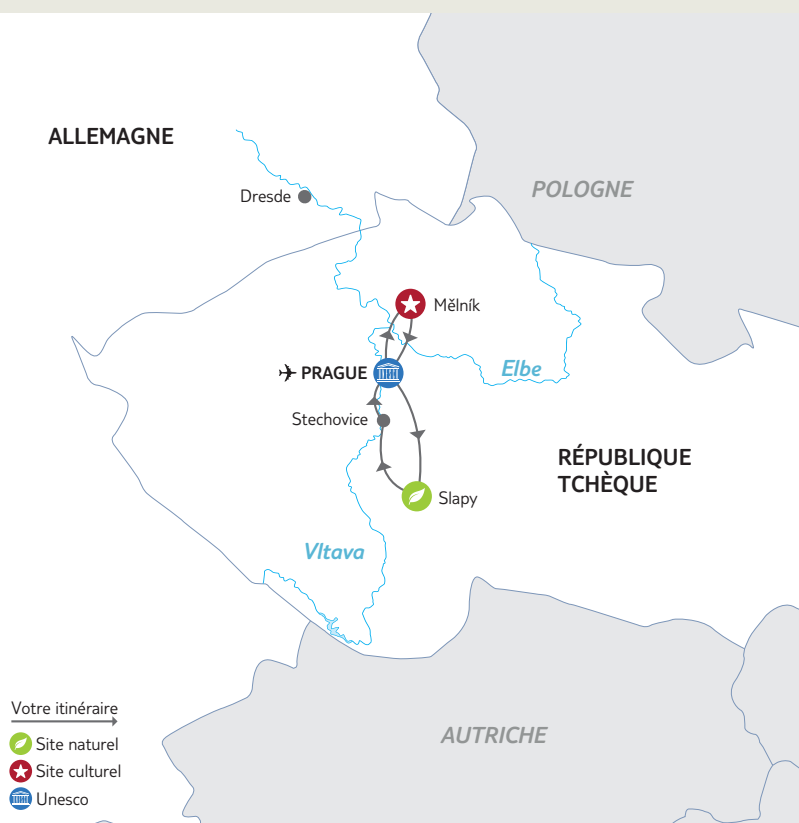 ALLEMAGNE
Dresde
POLOGNE
Mělník
PRAGUE
UNESCO
Elbe
Stechovice
RÉPUBLIQUE
TCHÈQUE
Slapy
Vltava
Votre itinéraire
AUTRICHE
Site naturel
Site culturel
Unesco